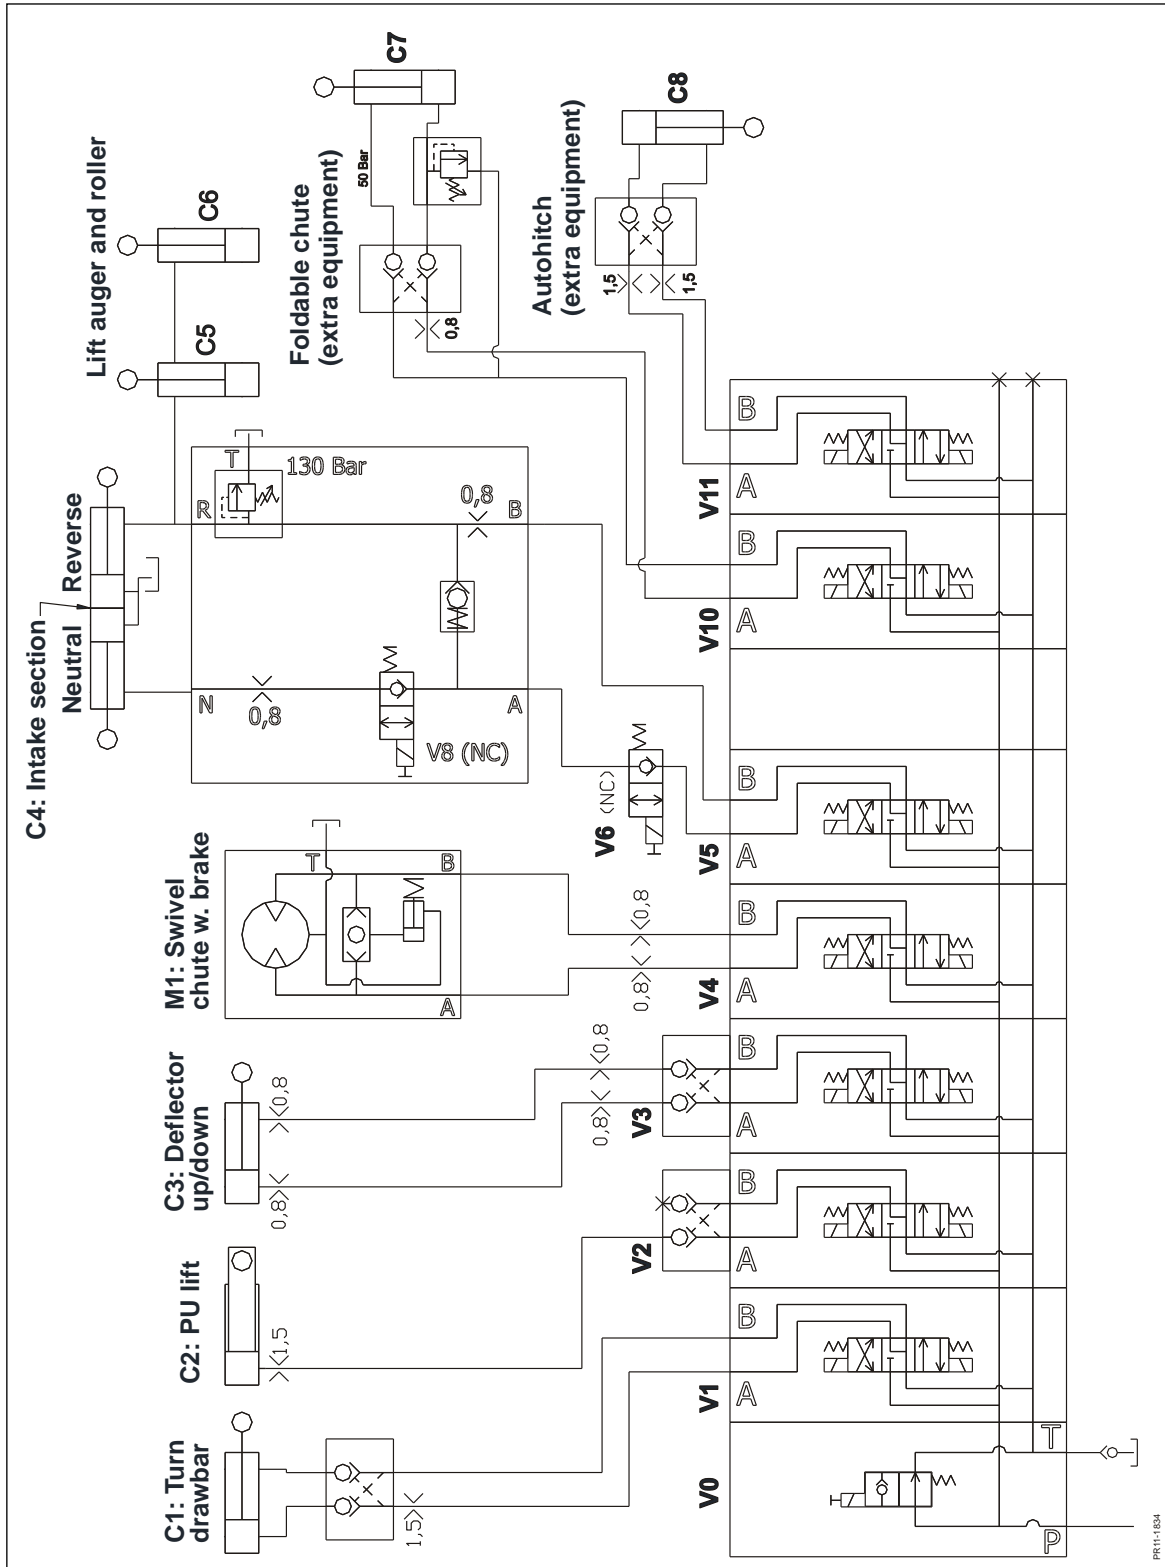 C1: Turn
drawbar
C2: PU lift
C3: Deflector
up/down
M1: Swivel
chute w. brake
C4: Intake section
Neutral Reverse
Lift auger and roller
C5
C6
Foldable chute
(extra equipment)
C7
50 Bar
0,8
Autohitch
(extra equipment)
C8
1,5
1,5
1,5
1,5
0,8
0,8
0,8
0,8
0,8
0,8
T
A
B
N
R
T
130 Bar
0,8
0,8
V8 (NC)
A
B
V6 (NC)
V0
P
T
V1
A
B
V2
A
B
V3
A
B
V4
A
B
V5
A
B
V10
A
B
V11
A
B
PR11-1834